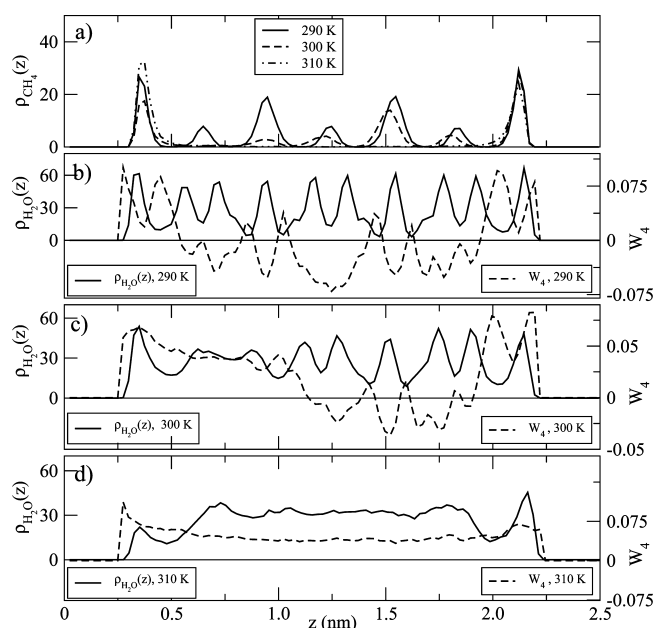 a)
290 K
300 K
310 K
ρCH4(z)
40
20
0
b)
ρH2O(z)
60
30
0
0.075
0
-0.075
W4
ρH2O(z), 290 K
W4, 290 K
c)
ρH2O(z)
60
30
0
0.05
0
-0.05
W4
ρH2O(z), 300 K
W4, 300 K
d)
ρH2O(z)
60
30
0
0.075
0
-0.075
W4
ρH2O(z), 310 K
W4, 310 K
0 0.5 1.0 1.5 2.0 2.5
z (nm)